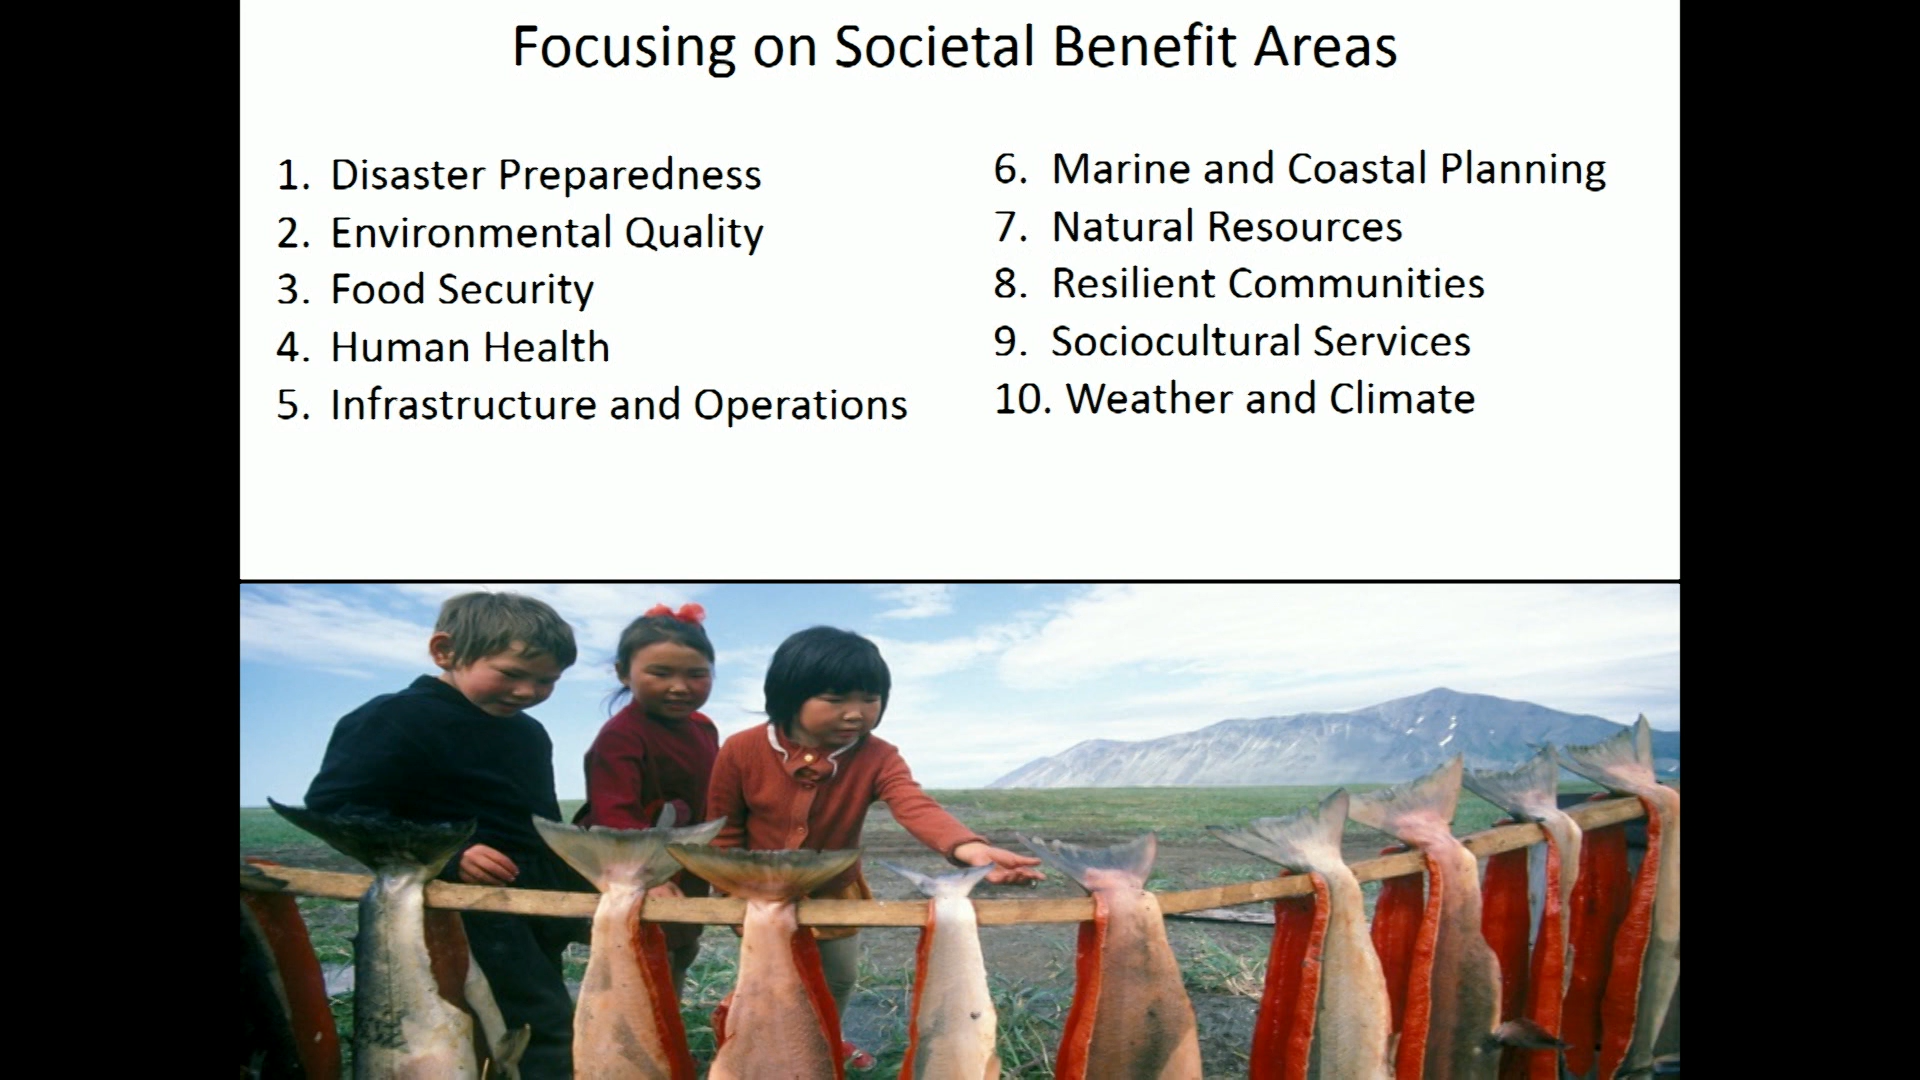 Focusing on Societal Benefit Areas
1. Disaster Preparedness
2. Environmental Quality
3. Food Security
4. Human Health
5. Infrastructure and Operations
6. Marine and Coastal Planning
7. Natural Resources
8. Resilient Communities
9. Sociocultural Services
10. Weather and Climate